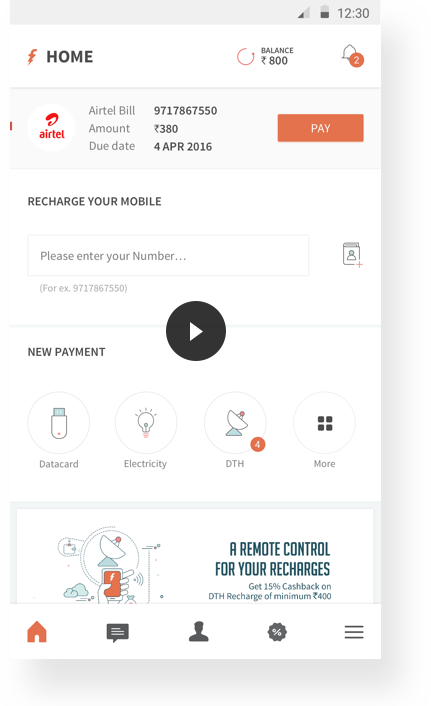 12:30
HOME
BALANCE
₹ 800
2
airtel
Airtel Bill 9717867550
Amount ₹380
Due date 4 APR 2016
PAY
RECHARGE YOUR MOBILE
Please enter your Number...
(For ex. 9717867550)
NEW PAYMENT
4
Datacard Electricity DTH More
A REMOTE CONTROL
FOR YOUR RECHARGES
Get 15% Cashback on
DTH Recharge of minimum ₹400
%